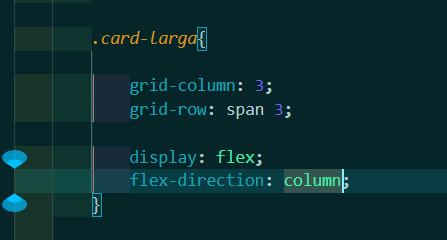 .card-larga{
grid-column: 3;
grid-row: span 3;
display: flex;
flex-direction: column;
}